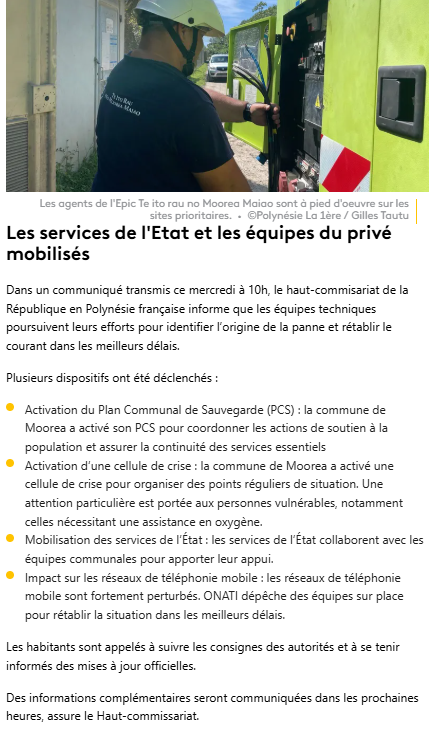 TE ITO RAU
NO MOOREA MAIAO
Les agents de l'Epic Te ito rau no Moorea Maiao sont à pied d'oeuvre sur les
sites prioritaires. • ©Polynésie La 1ère / Gilles Tautu
Les services de l'Etat et les équipes du privé
mobilisés
Dans un communiqué transmis ce mercredi à 10h, le haut-commisariat de la
République en Polynésie française informe que les équipes techniques
poursuivent leurs efforts pour identifier l’origine de la panne et rétablir le
courant dans les meilleurs délais.
Plusieurs dispositifs ont été déclenchés :
Activation du Plan Communal de Sauvegarde (PCS) : la commune de
Moorea a activé son PCS pour coordonner les actions de soutien à la
population et assurer la continuité des services essentiels
Activation d’une cellule de crise : la commune de Moorea a activé une
cellule de crise pour organiser des points réguliers de situation. Une
attention particulière est portée aux personnes vulnérables, notamment
celles nécessitant une assistance en oxygène.
Mobilisation des services de l’État : les services de l’État collaborent avec les
équipes communales pour apporter leur appui.
Impact sur les réseaux de téléphonie mobile : les réseaux de téléphonie
mobile sont fortement perturbés. ONATI dépêche des équipes sur place
pour rétablir la situation dans les meilleurs délais.
Les habitants sont appelés à suivre les consignes des autorités et à se tenir
informés des mises à jour officielles.
Des informations complémentaires seront communiquées dans les prochaines
heures, assure le Haut-commissariat.